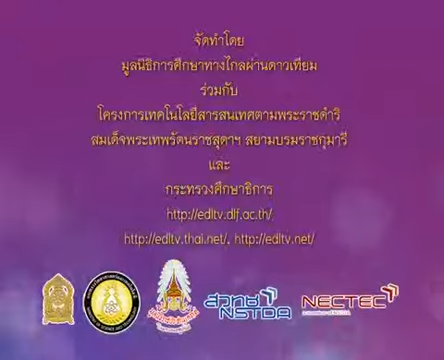 จัดทำโดย
มูลนิธิการศึกษาทางไกลผ่านดาวเทียม
ร่วมกับ
โครงการเทคโนโลยีสารสนเทศตามพระราชดำริ
สมเด็จพระเทพรัตนราชสุดาฯ สยามบรมราชกุมารี
และ
กระทรวงศึกษาธิการ
http://edltv.dlf.ac.th/,
http://edltv.thai.net/, http://edltv.net/
สวทช
NSTDA
NECTEC